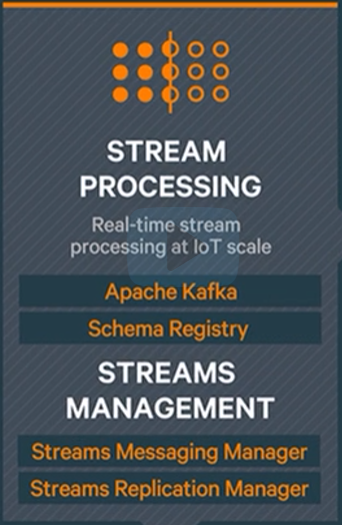 STREAM
PROCESSING
Real-time stream
processing at IoT scale
Apache Kafka
Schema Registry
STREAMS
MANAGEMENT
Streams Messaging Manager
Streams Replication Manager